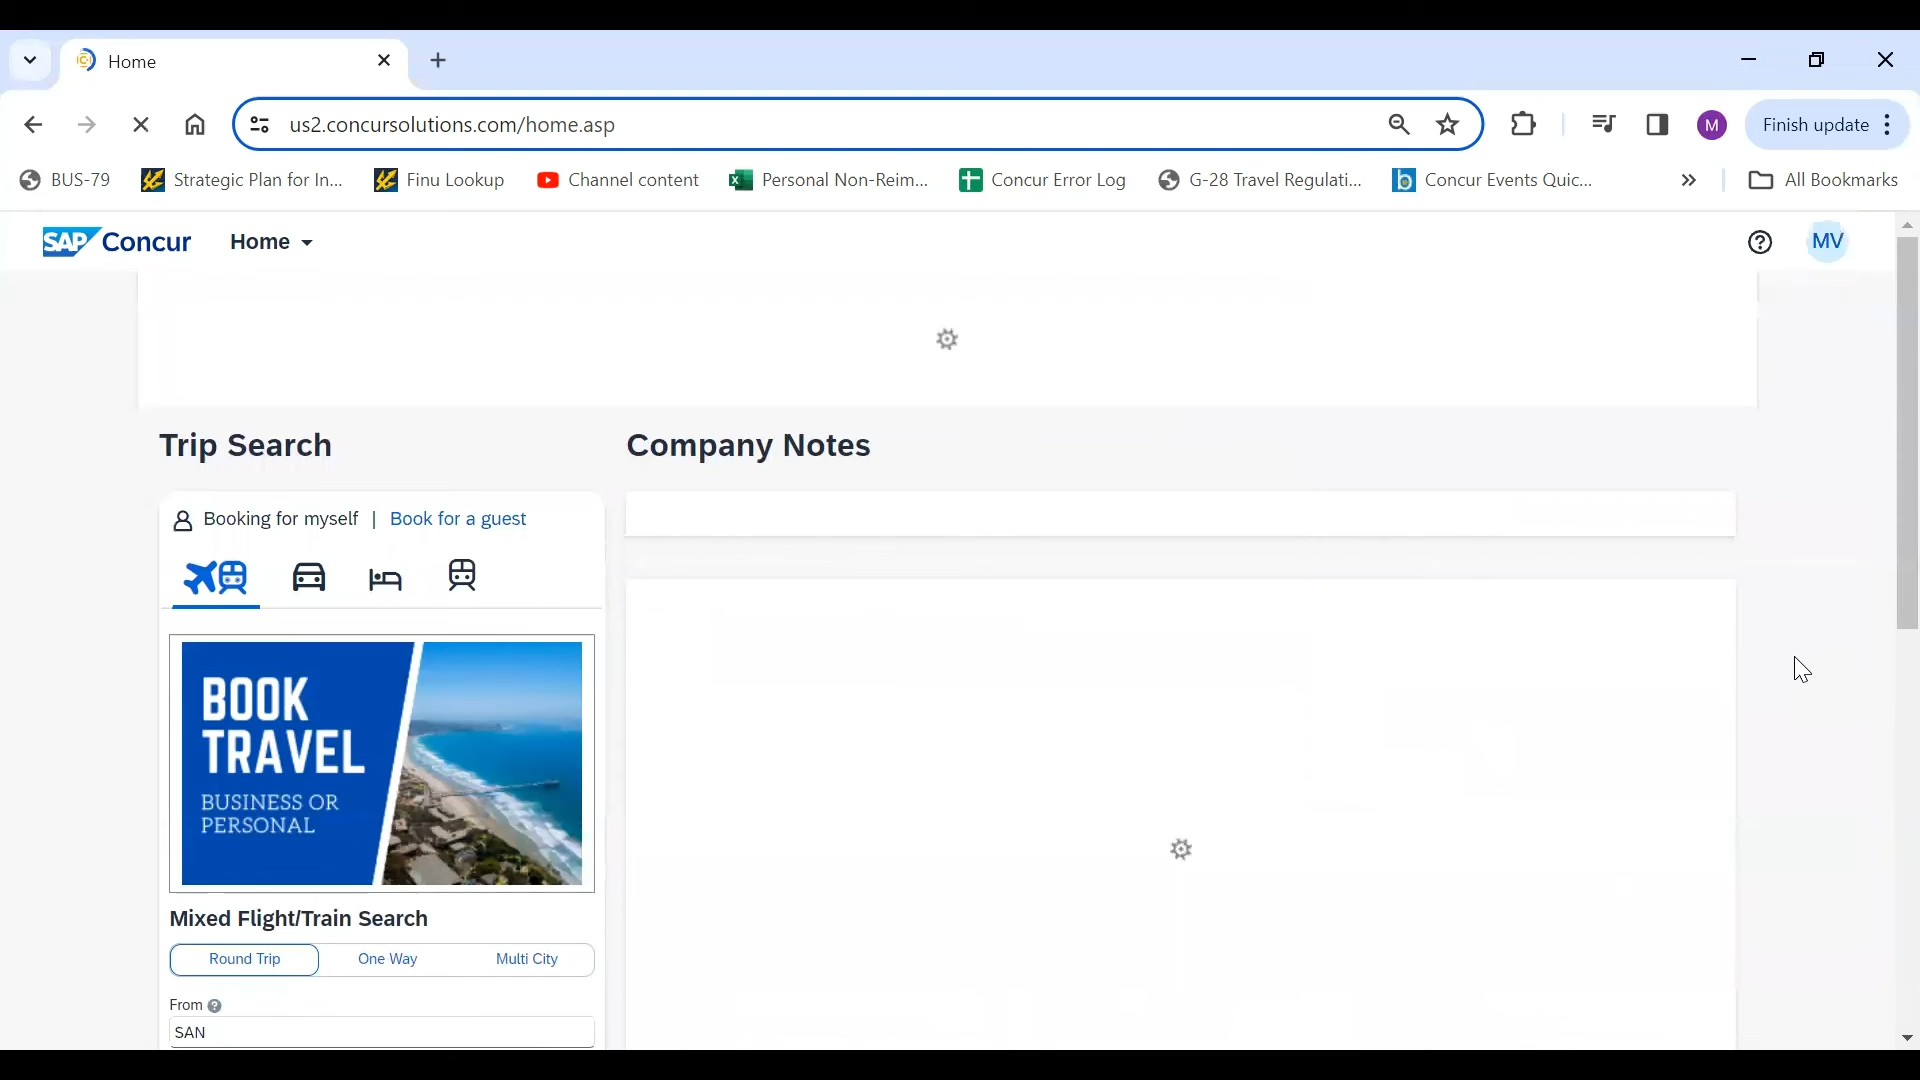 Home
us2.concursolutions.com/home.asp
M
Finish update
BUS-79
Strategic Plan for In...
Finu Lookup
Channel content
Personal Non-Reim...
Concur Error Log
G-28 Travel Regulati...
Concur Events Quic...
All Bookmarks
SAP Concur
Home
MV
Trip Search
Company Notes
Booking for myself | Book for a guest
BOOK
TRAVEL
BUSINESS OR
PERSONAL
Mixed Flight/Train Search
Round Trip
One Way
Multi City
From
SAN